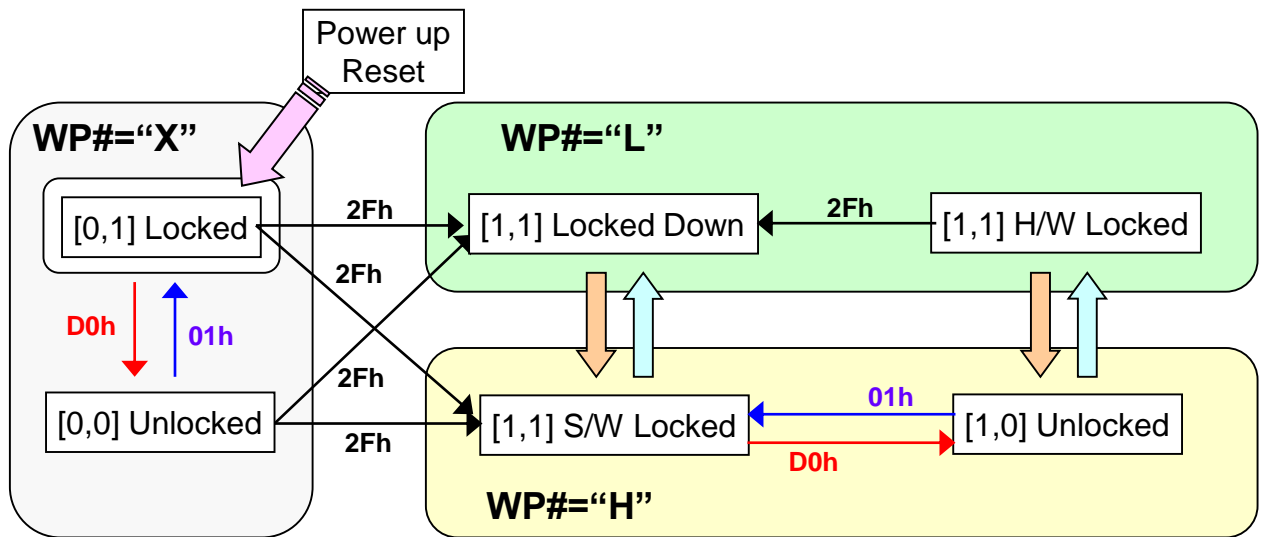 Power up
Reset
WP#=“X”
WP#=“L”
[0,1] Locked
2Fh
[1,1] Locked Down
2Fh
[1,1] H/W Locked
2Fh
D0h
01h
2Fh
[0,0] Unlocked
2Fh
[1,1] S/W Locked
01h
D0h
[1,0] Unlocked
WP#=“H”